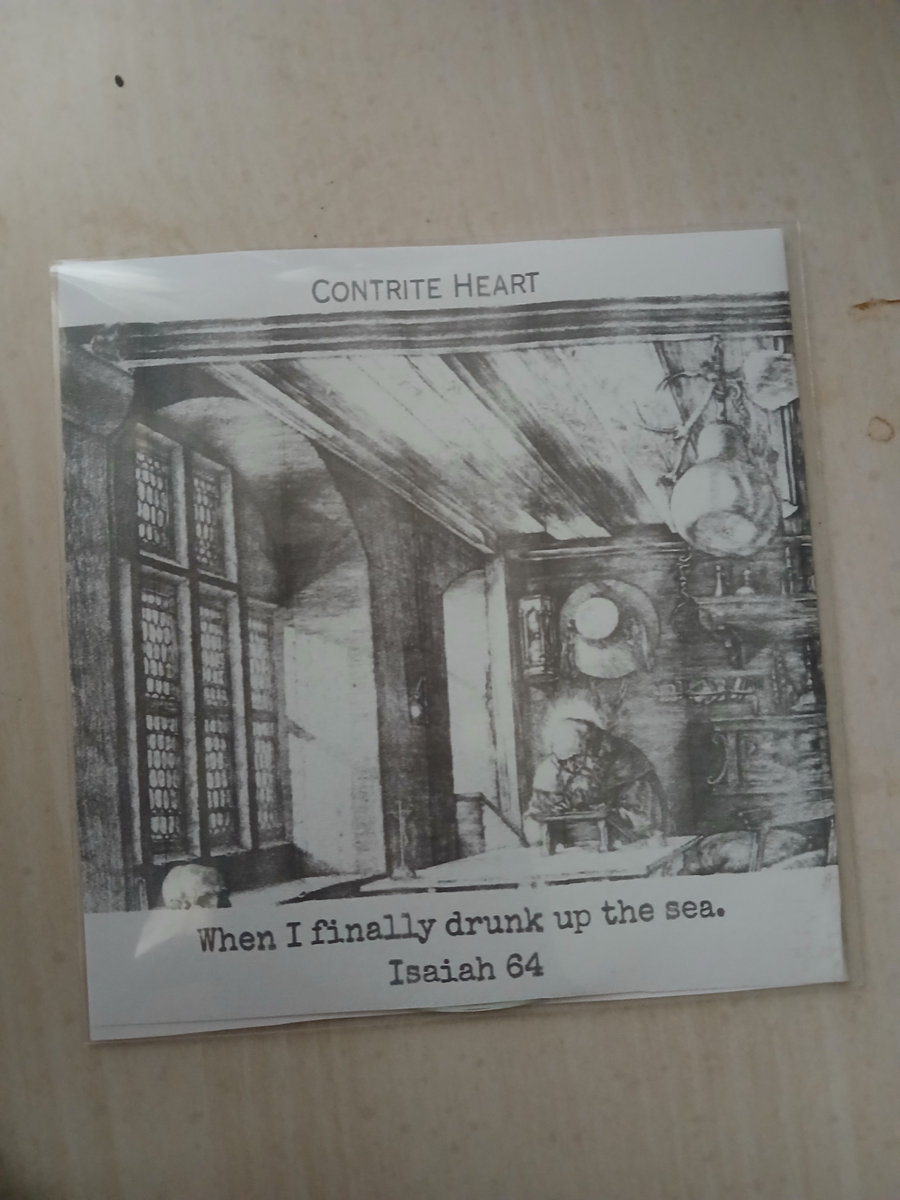 CONTRITE HEART
When I finally drunk up the sea.
Isaiah 64